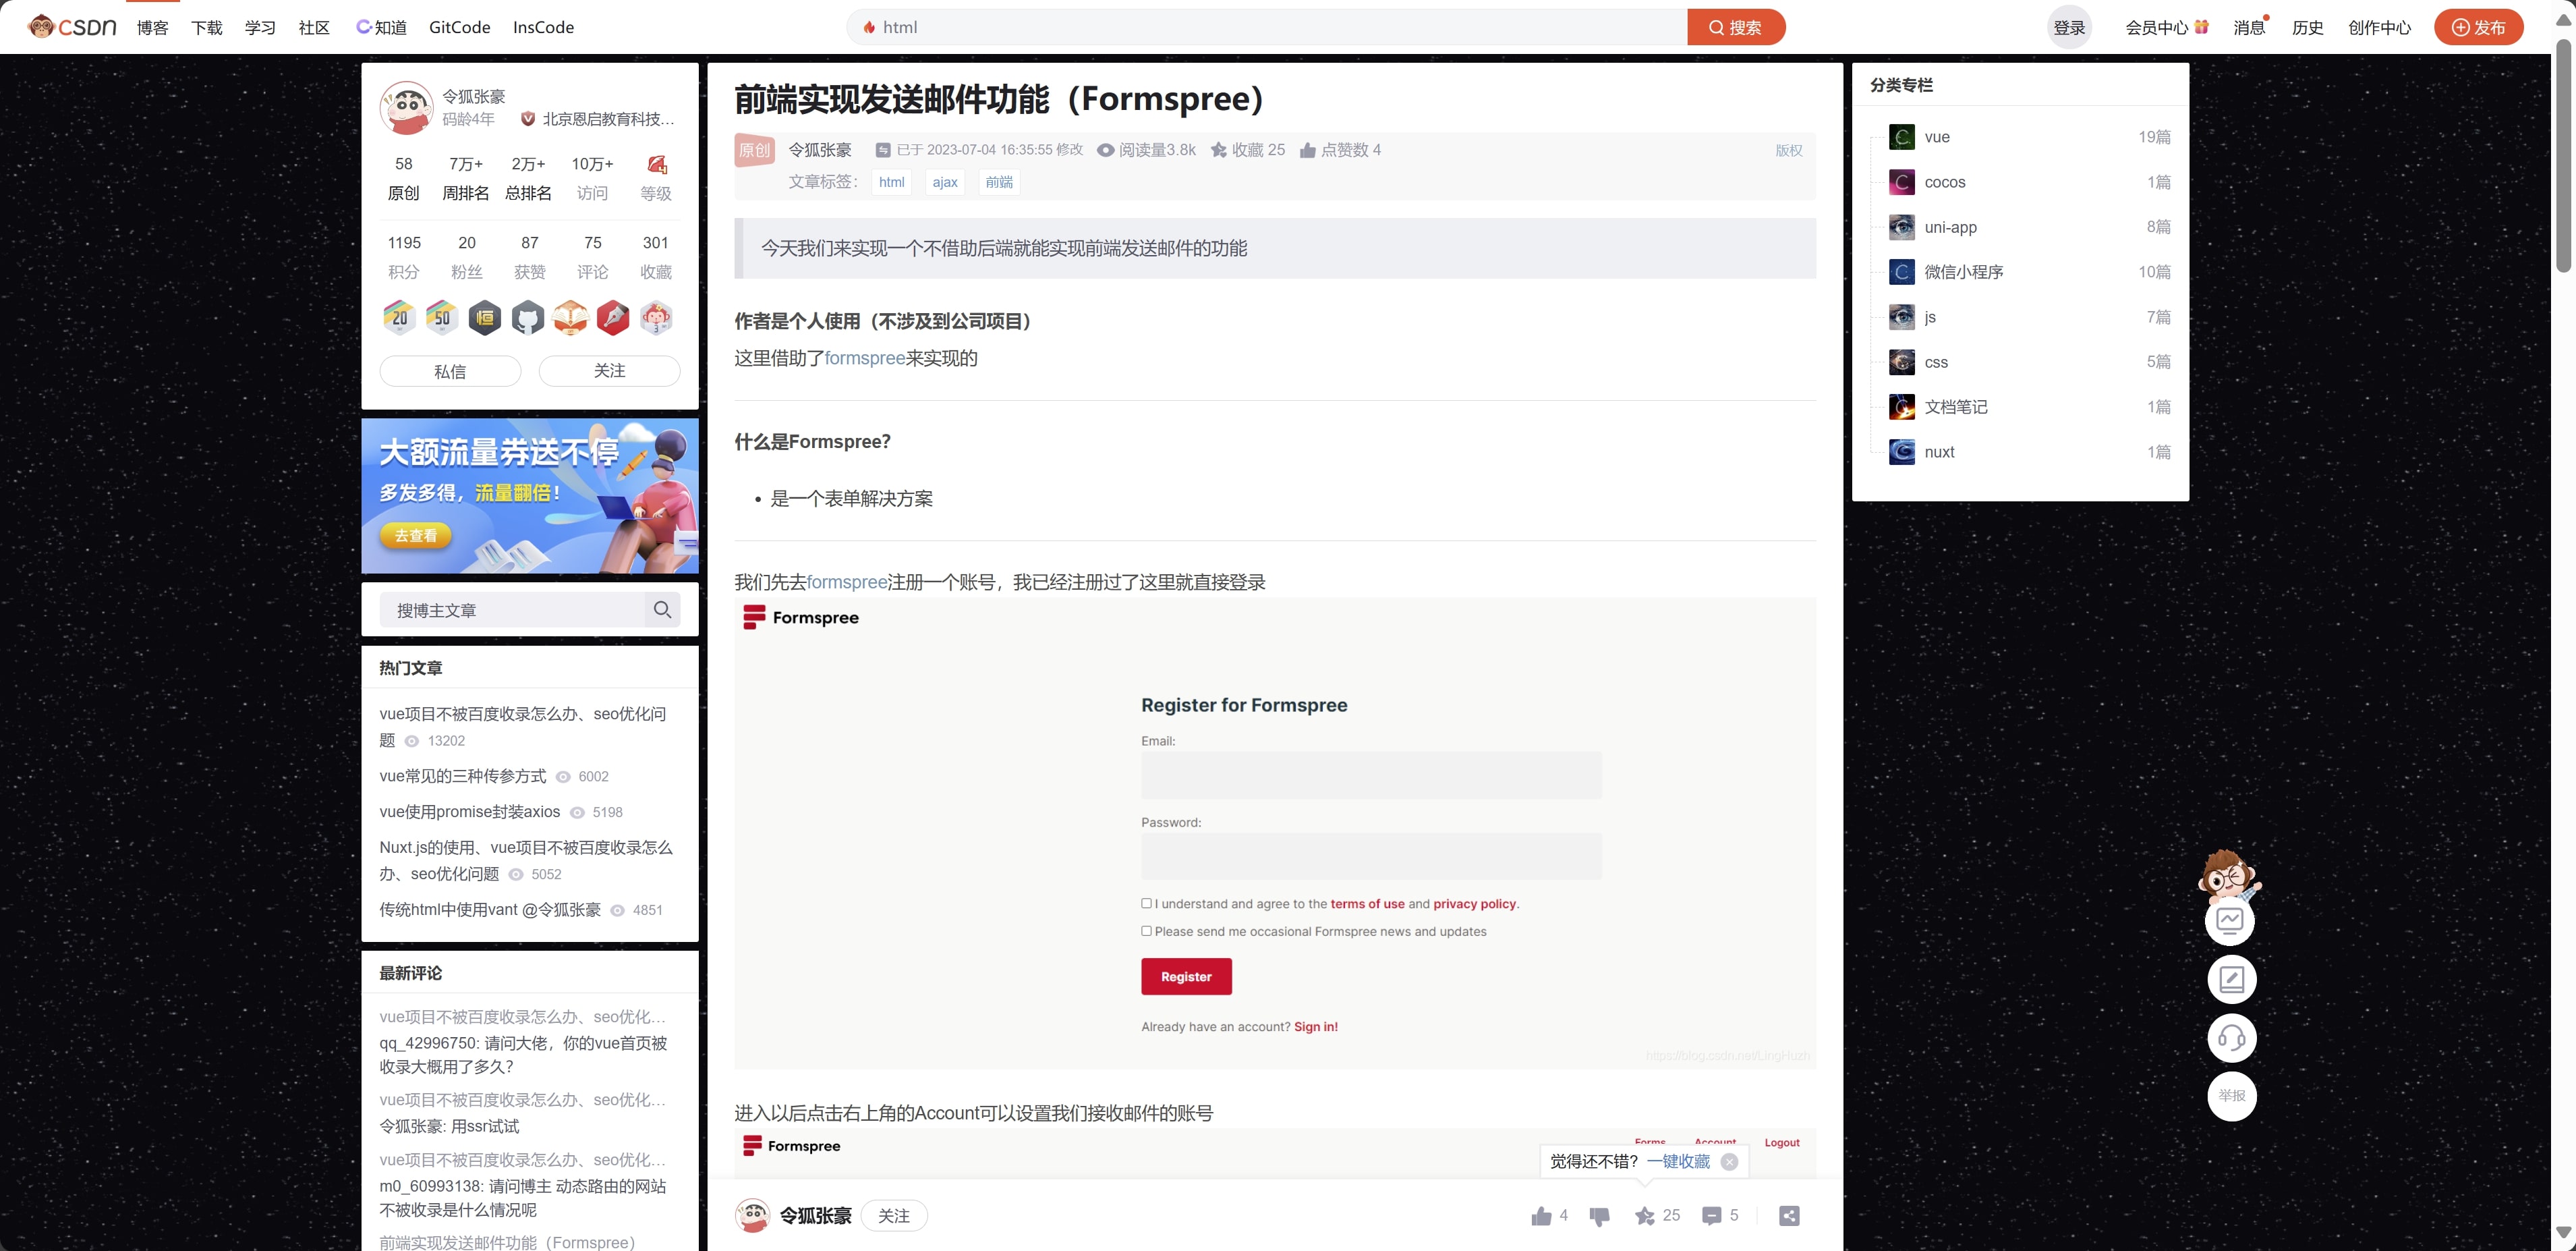 CSDN 博客 下载 学习 社区 C知道 GitCode InsCode html 搜索 登录 会员中心 消息 历史 创作中心 发布
令狐张豪
码龄4年 北京恩启教育科技...
58 7万+ 2万+ 10万+
原创 周排名 总排名 访问 等级
1195 20 87 75 301
积分 粉丝 获赞 评论 收藏
20 50
私信 关注
大额流量券送不停
多发多得，流量翻倍！
去查看
搜博主文章
热门文章
vue项目不被百度收录怎么办、seo优化问
题 13202
vue常见的三种传参方式 6002
vue使用promise封装axios 5198
Nuxt.js的使用、vue项目不被百度收录怎么
办、seo优化问题 5052
传统html中使用vant @令狐张豪 4851
最新评论
vue项目不被百度收录怎么办、seo优化...
qq_42996750: 请问大佬，你的vue首页被
收录大概用了多久？
vue项目不被百度收录怎么办、seo优化...
令狐张豪: 用ssr试试
vue项目不被百度收录怎么办、seo优化...
m0_60993138: 请问博主 动态路由的网站
不被收录是什么情况呢
前端实现发送邮件功能（Formspree）
前端实现发送邮件功能（Formspree）
原创 令狐张豪 已于 2023-07-04 16:35:55 修改 阅读量3.8k 收藏 25 点赞数 4 版权
文章标签： html ajax 前端
今天我们来实现一个不借助后端就能实现前端发送邮件的功能
作者是个人使用（不涉及到公司项目）
这里借助了formspree来实现的
什么是Formspree?
• 是一个表单解决方案
我们先去formspree注册一个账号，我已经注册过了这里就直接登录
Formspree
Register for Formspree
Email:
Password:
I understand and agree to the terms of use and privacy policy.
Please send me occasional Formspree news and updates
Register
Already have an account? Sign in!
https://blog.csdn.net/LingHuzh
进入以后点击右上角的Account可以设置我们接收邮件的账号
Formspree Forms Account Logout
觉得还不错? 一键收藏
令狐张豪 关注 4 25 5
分类专栏
vue 19篇
cocos 1篇
uni-app 8篇
微信小程序 10篇
js 7篇
css 5篇
文档笔记 1篇
nuxt 1篇
举报